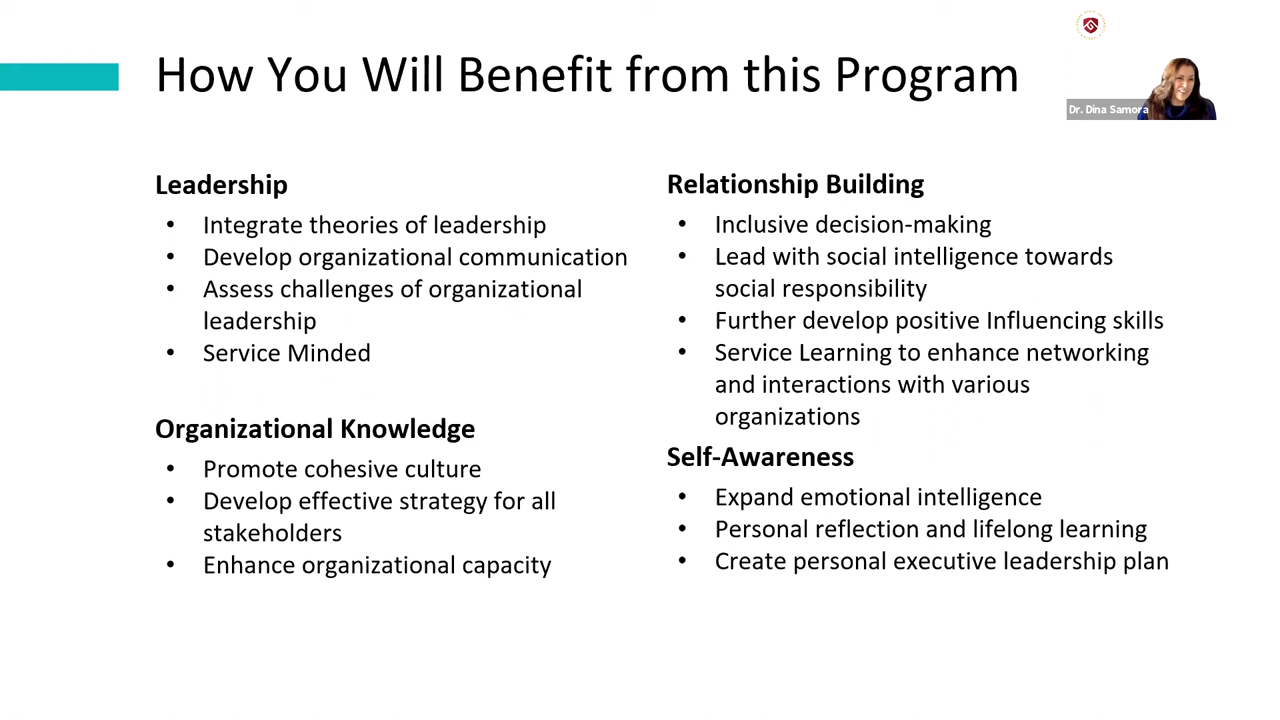 How You Will Benefit from this Program
Dr. Dina Samora
Leadership
• Integrate theories of leadership
• Develop organizational communication
• Assess challenges of organizational
leadership
• Service Minded
Organizational Knowledge
• Promote cohesive culture
• Develop effective strategy for all
stakeholders
• Enhance organizational capacity
Relationship Building
• Inclusive decision-making
• Lead with social intelligence towards
social responsibility
• Further develop positive Influencing skills
• Service Learning to enhance networking
and interactions with various
organizations
Self-Awareness
• Expand emotional intelligence
• Personal reflection and lifelong learning
• Create personal executive leadership plan